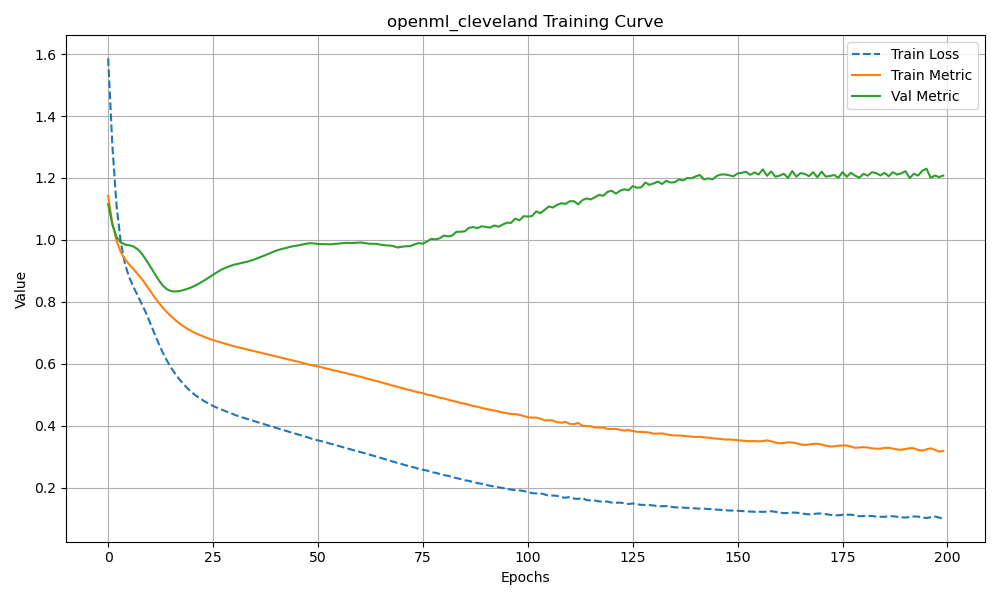 openml_cleveland Training Curve
Train Loss
Train Metric
Val Metric
1.6
1.4
1.2
1.0
0.8
0.6
0.4
0.2
Value
0 25 50 75 100 125 150 175 200
Epochs